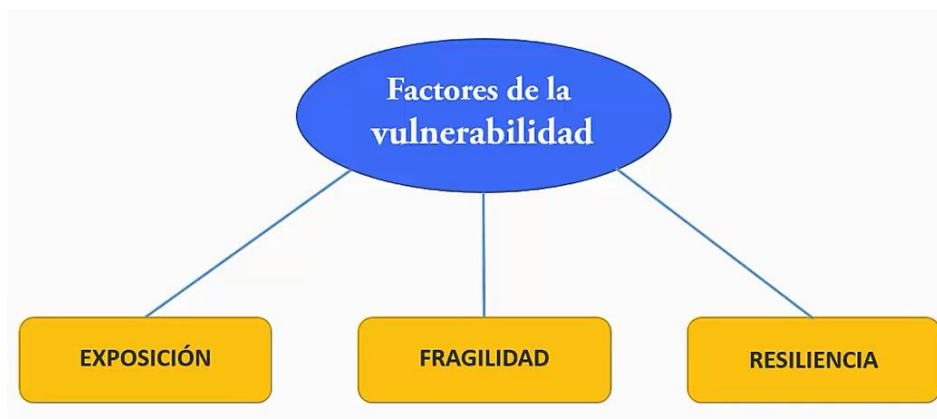 Factores de la
vulnerabilidad
EXPOSICIÓN
FRAGILIDAD
RESILIENCIA